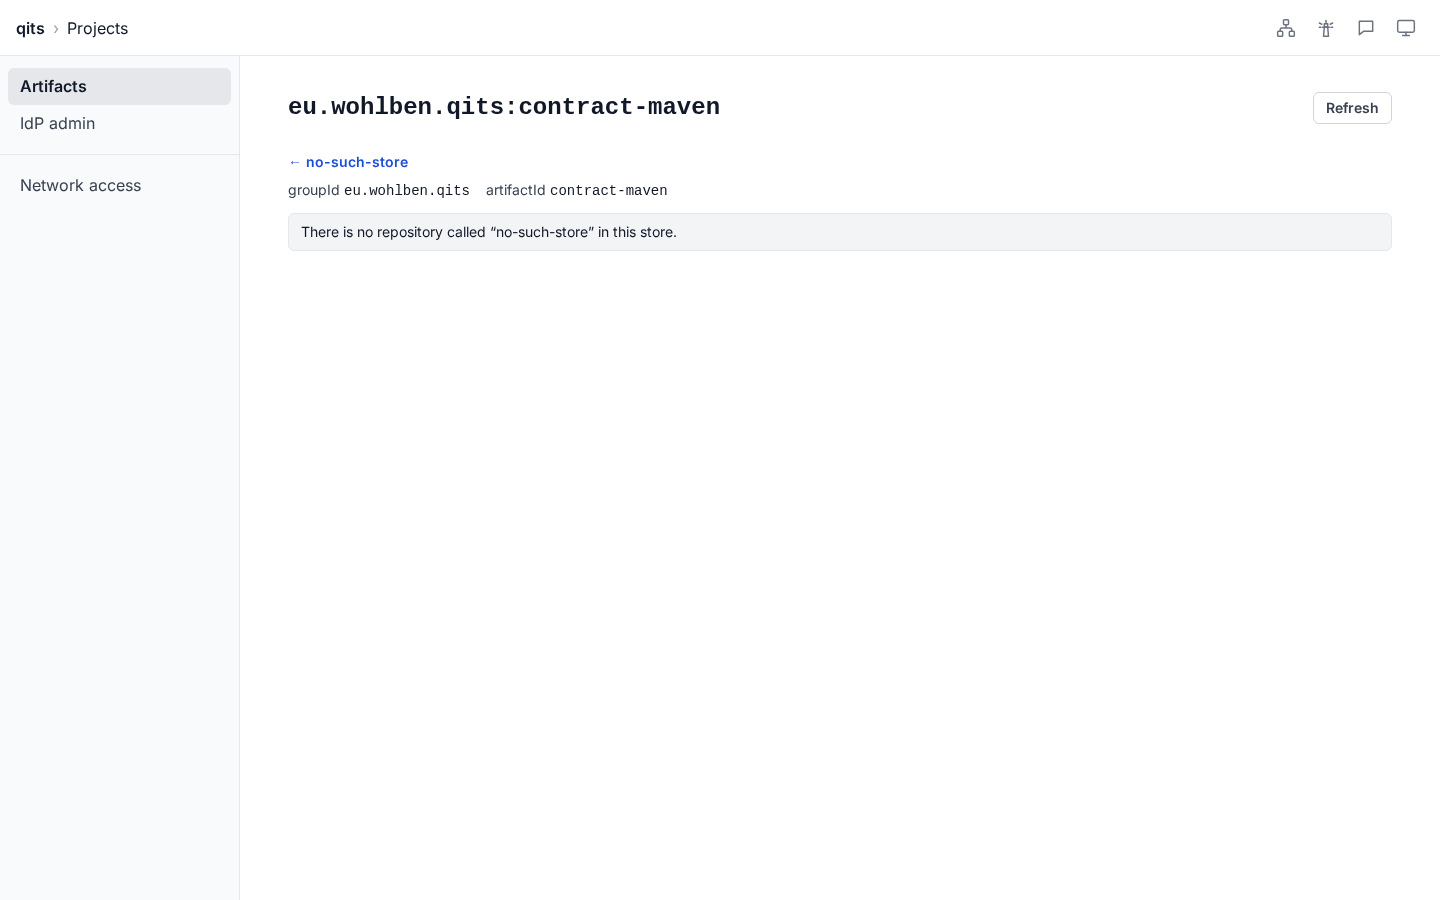 qits › Projects
Artifacts
IdP admin
Network access
eu.wohlben.qits:contract-maven
Refresh
← no-such-store
groupId eu.wohlben.qits artifactId contract-maven
There is no repository called “no-such-store” in this store.